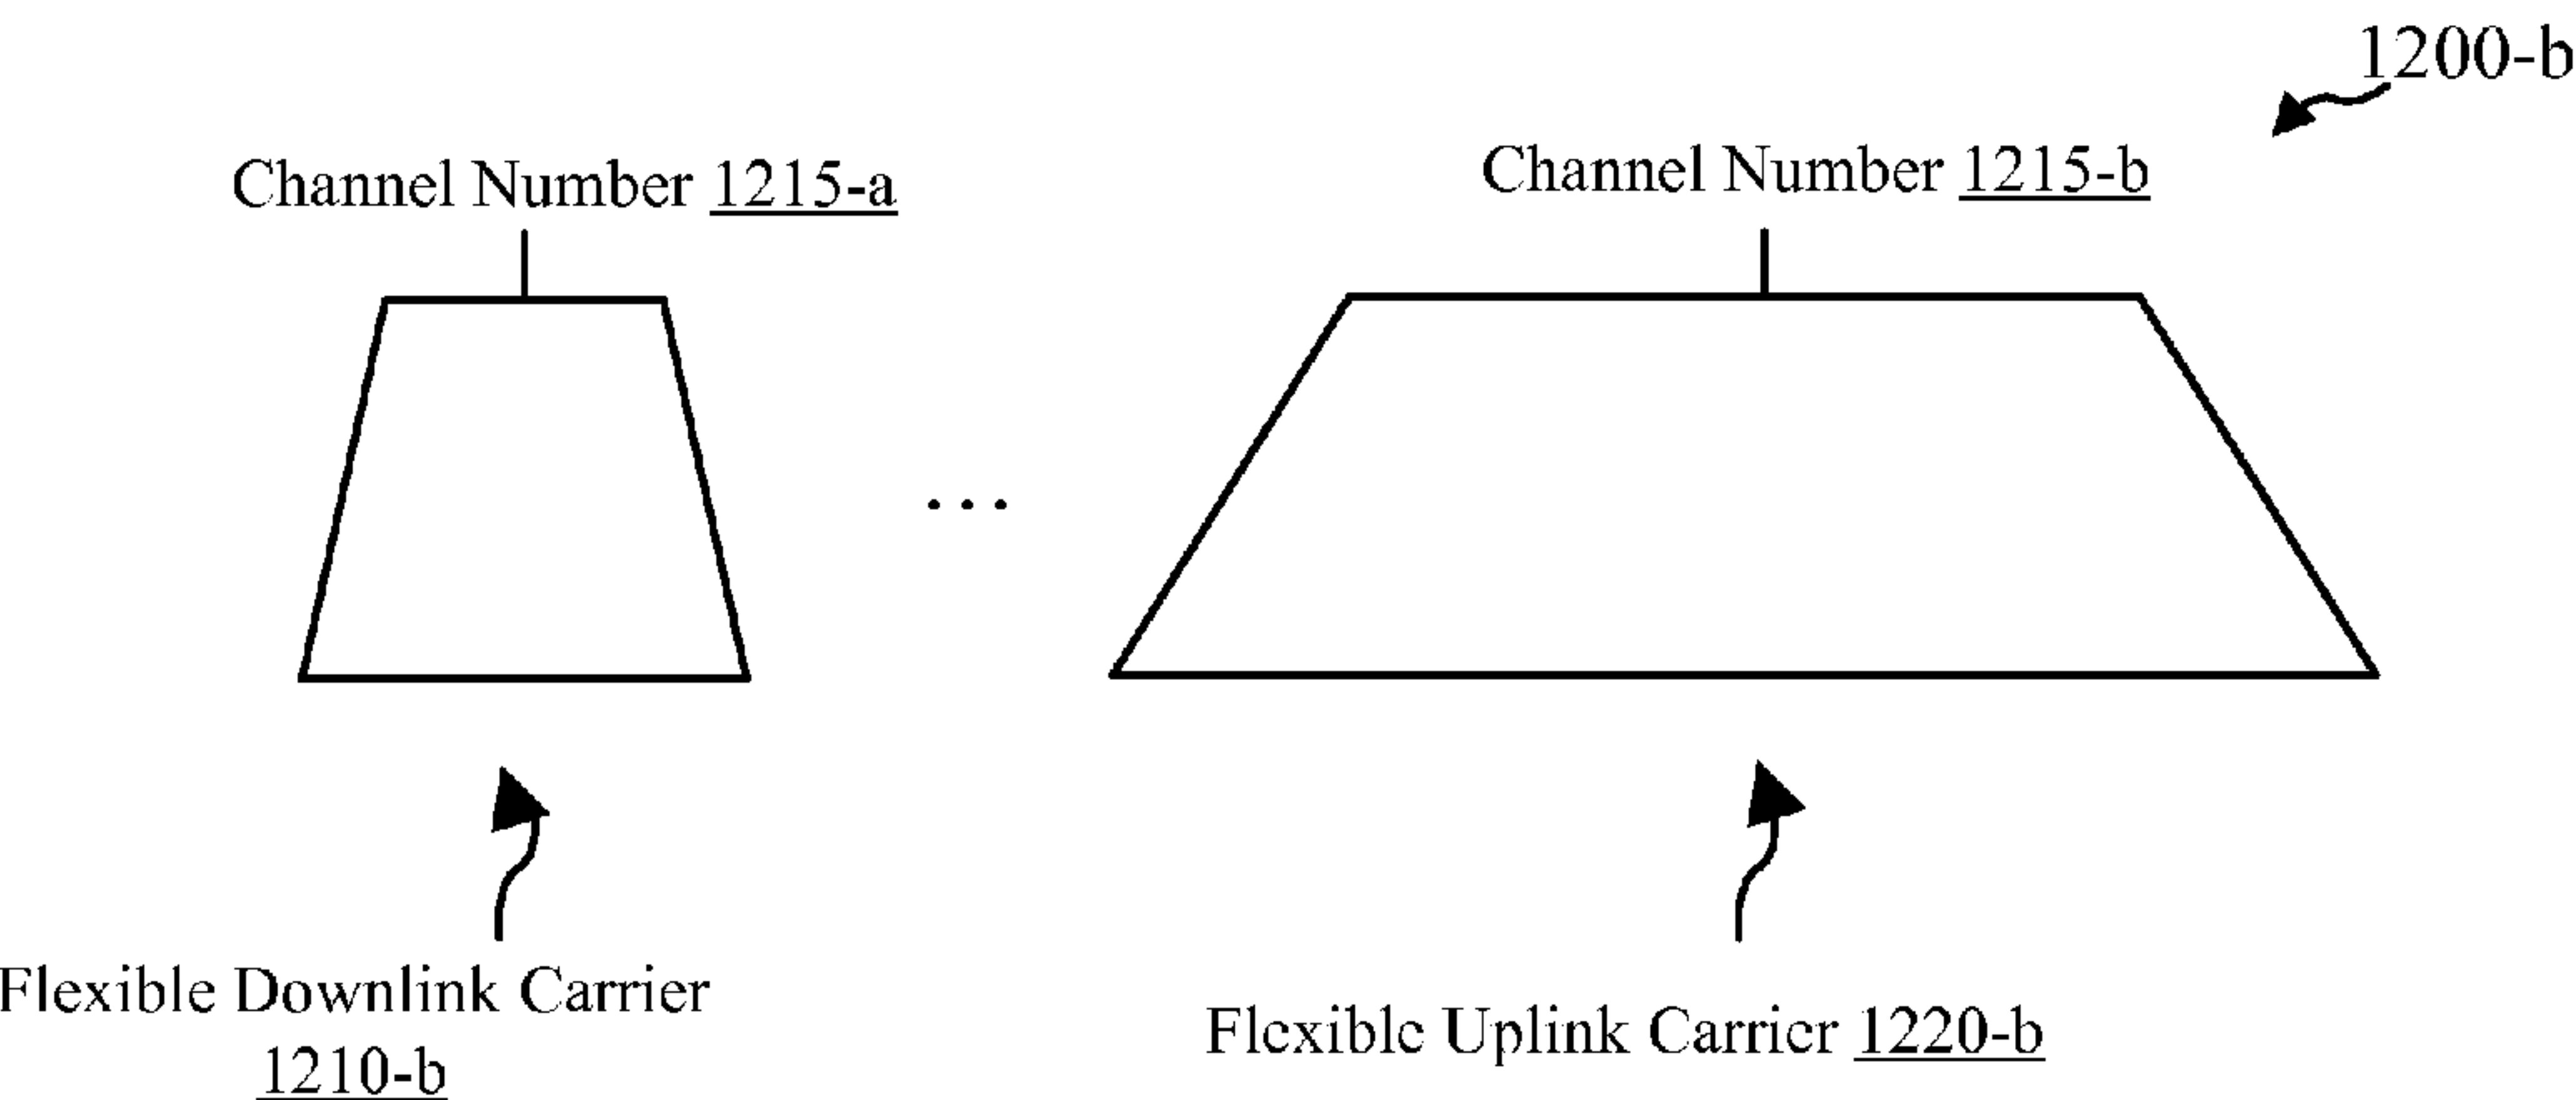 1200-b
Channel Number 1215-a
Channel Number 1215-b
...
Flexible Downlink Carrier
1210-b
Flexible Uplink Carrier 1220-b